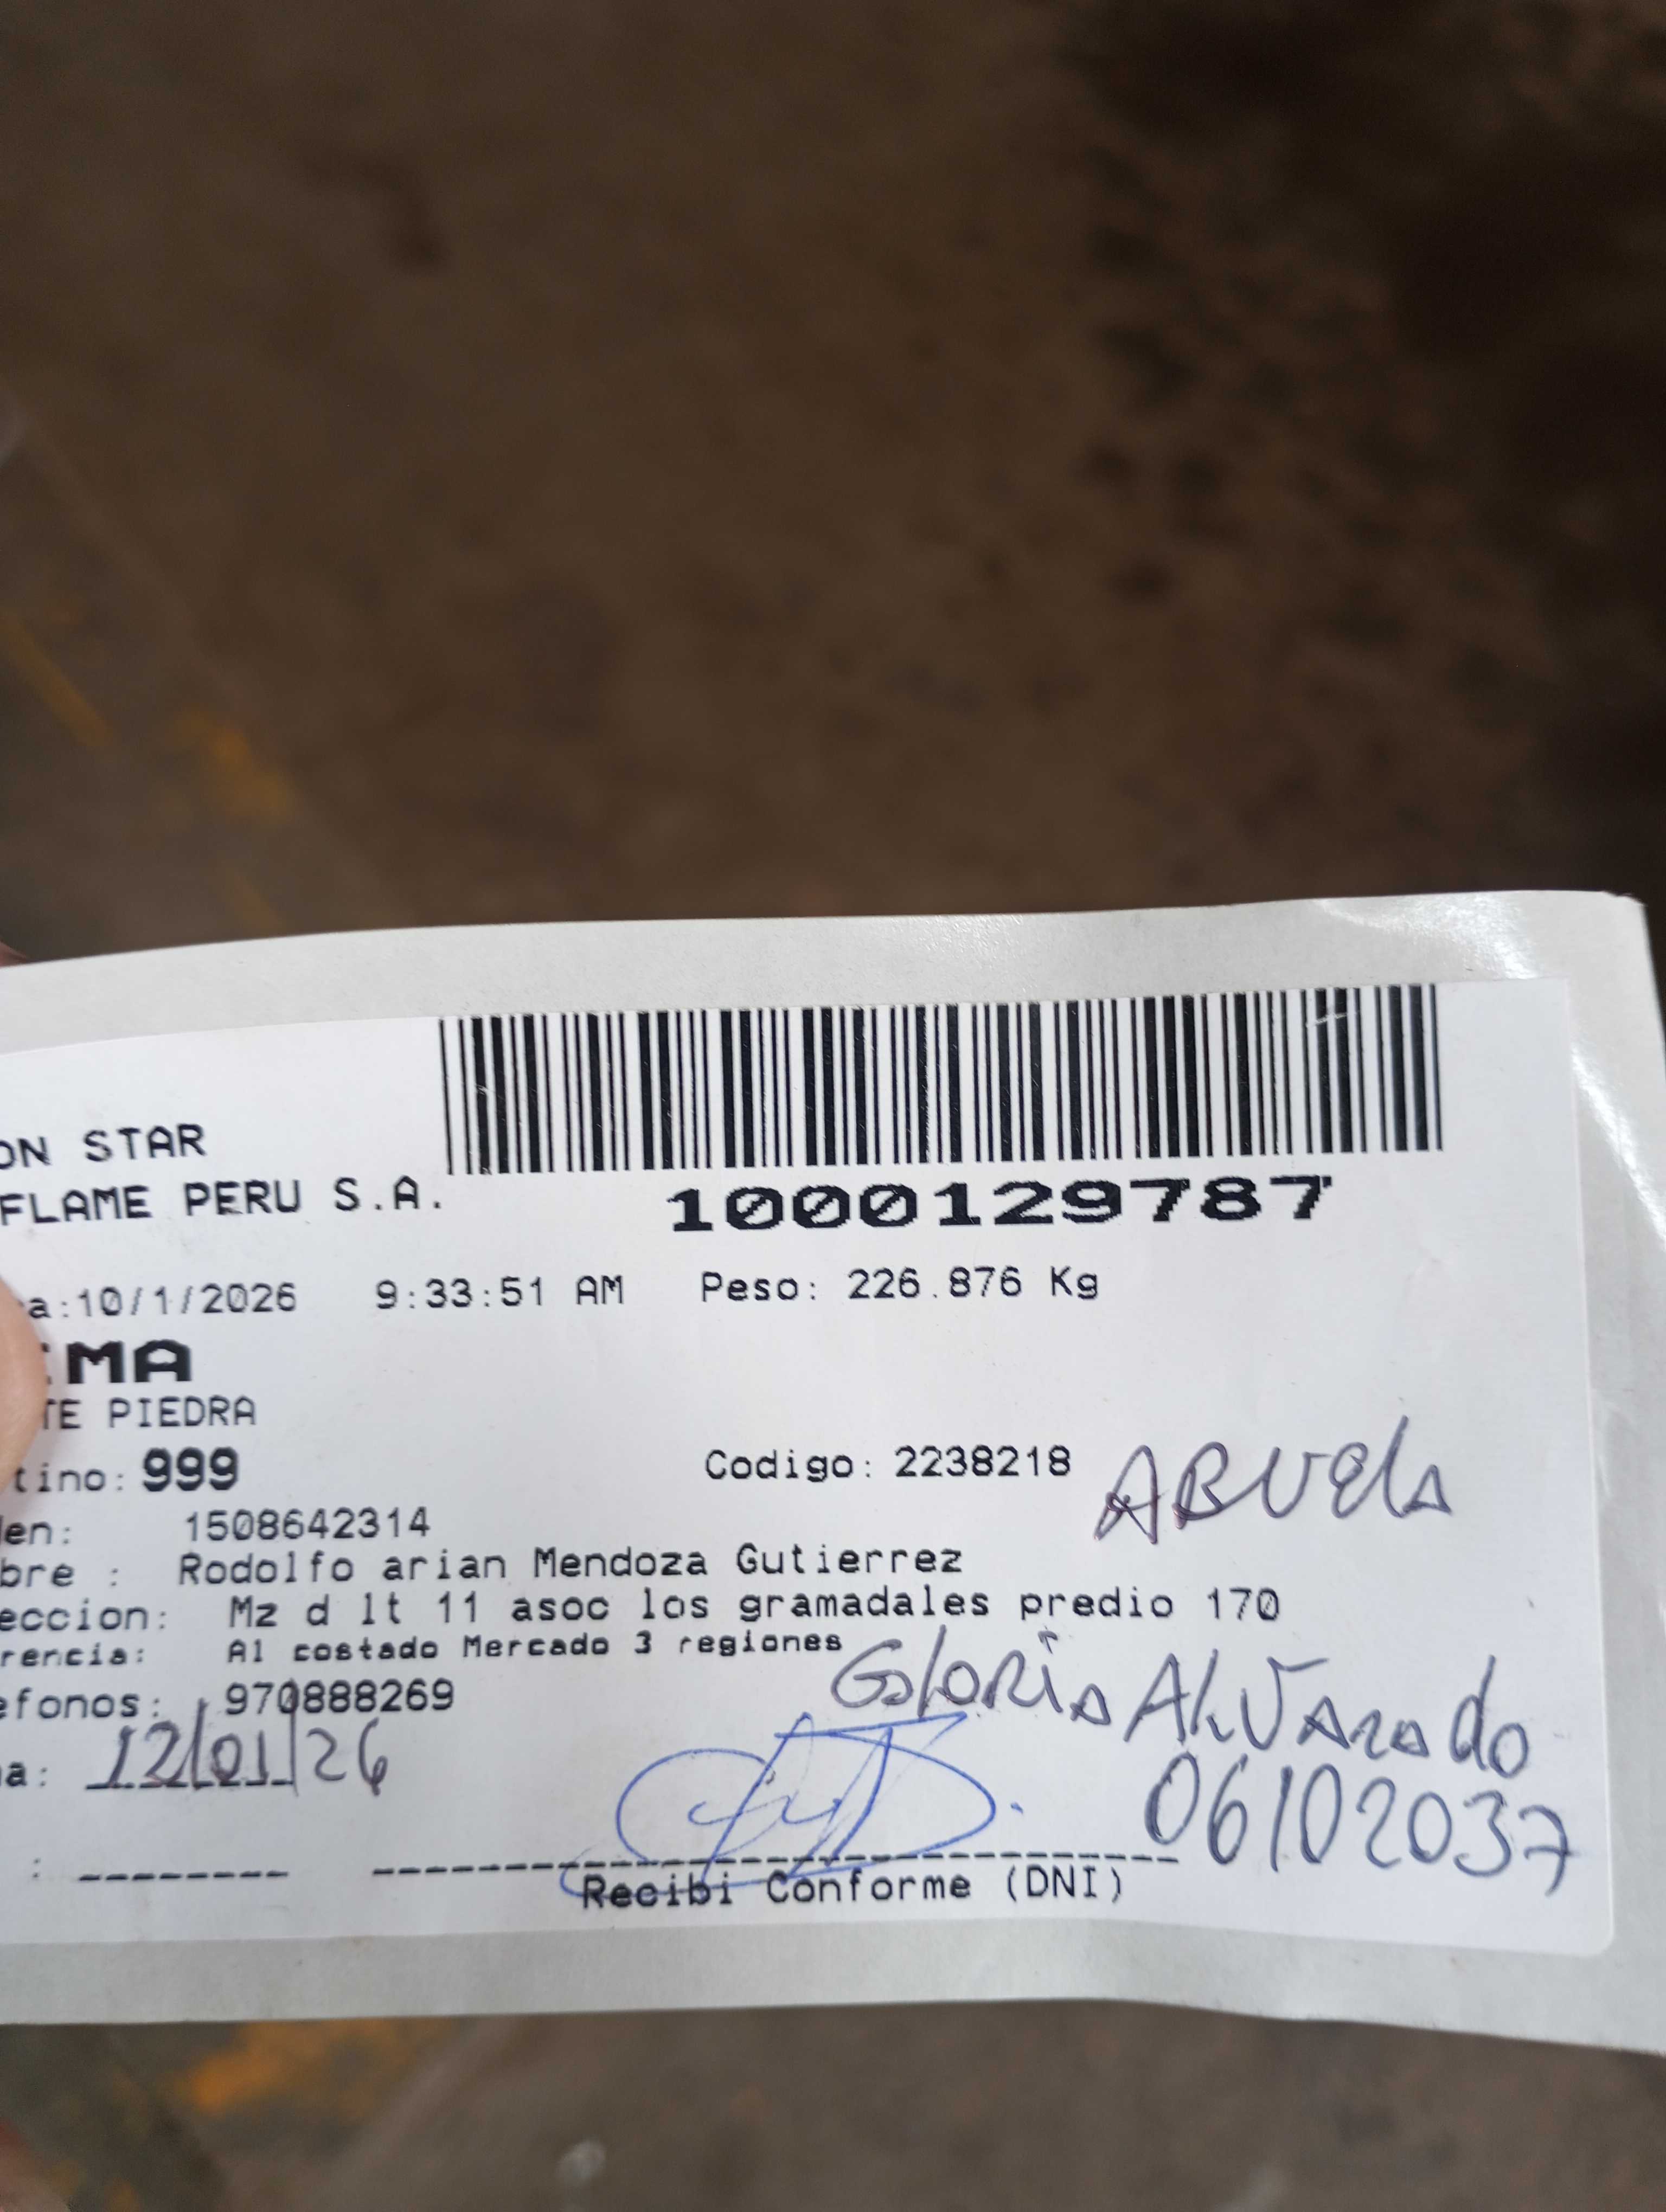 ON STAR
FLAME PERU S.A.
1000129787
a:10/1/2026 9:33:51 AM Peso: 226.876 Kg
MA
TE PIEDRA
tino: 999
Codigo: 2238218 ABUElA
en: 1508642314
bre : Rodolfo arian Mendoza Gutierrez
eccion: Mz d lt 11 asoc los gramadales predio 170
rencia: Al costado Mercado 3 regiones
efonos: 970888269
GloRiA AlVARAdo
a: 12/01/26
06102037
: -------- ------------------------------
Recibi Conforme (DNI)